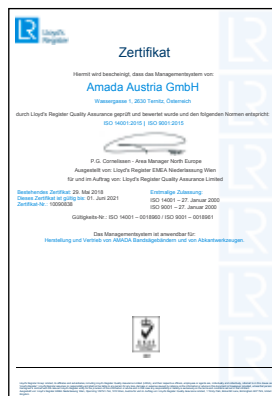 LR
Lloyd's
Register
Zertifikat
Hiermit wird bescheinigt, dass das Managementsystem von:
Amada Austria GmbH
Wassergasse 1, 2630 Ternitz, Österreich
durch Lloyd's Register Quality Assurance geprüft und bewertet wurde und den folgenden Normen entspricht:
ISO 14001:2015 | ISO 9001:2015
P.G. Cornelissen - Area Manager North Europe
Ausgestellt von: Lloyd's Register EMEA Niederlassung Wien
für und im Auftrag von: Lloyd's Register Quality Assurance Limited
Bestehendes Zertifikat: 29. Mai 2018
Dieses Zertifikat ist gültig bis: 01. Juni 2021
Zertifikat-Nr.: 10090838
Erstmalige Zulassung:
ISO 14001 – 27. Januar 2000
ISO 9001 – 27. Januar 2000
Gültigkeits-Nr.: ISO 14001 – 0018980 / ISO 9001 – 0018981
Das Managementsystem ist anwendbar für:
Herstellung und Vertrieb von AMADA Bandsägebändern und von Abkantwerkzeugen.